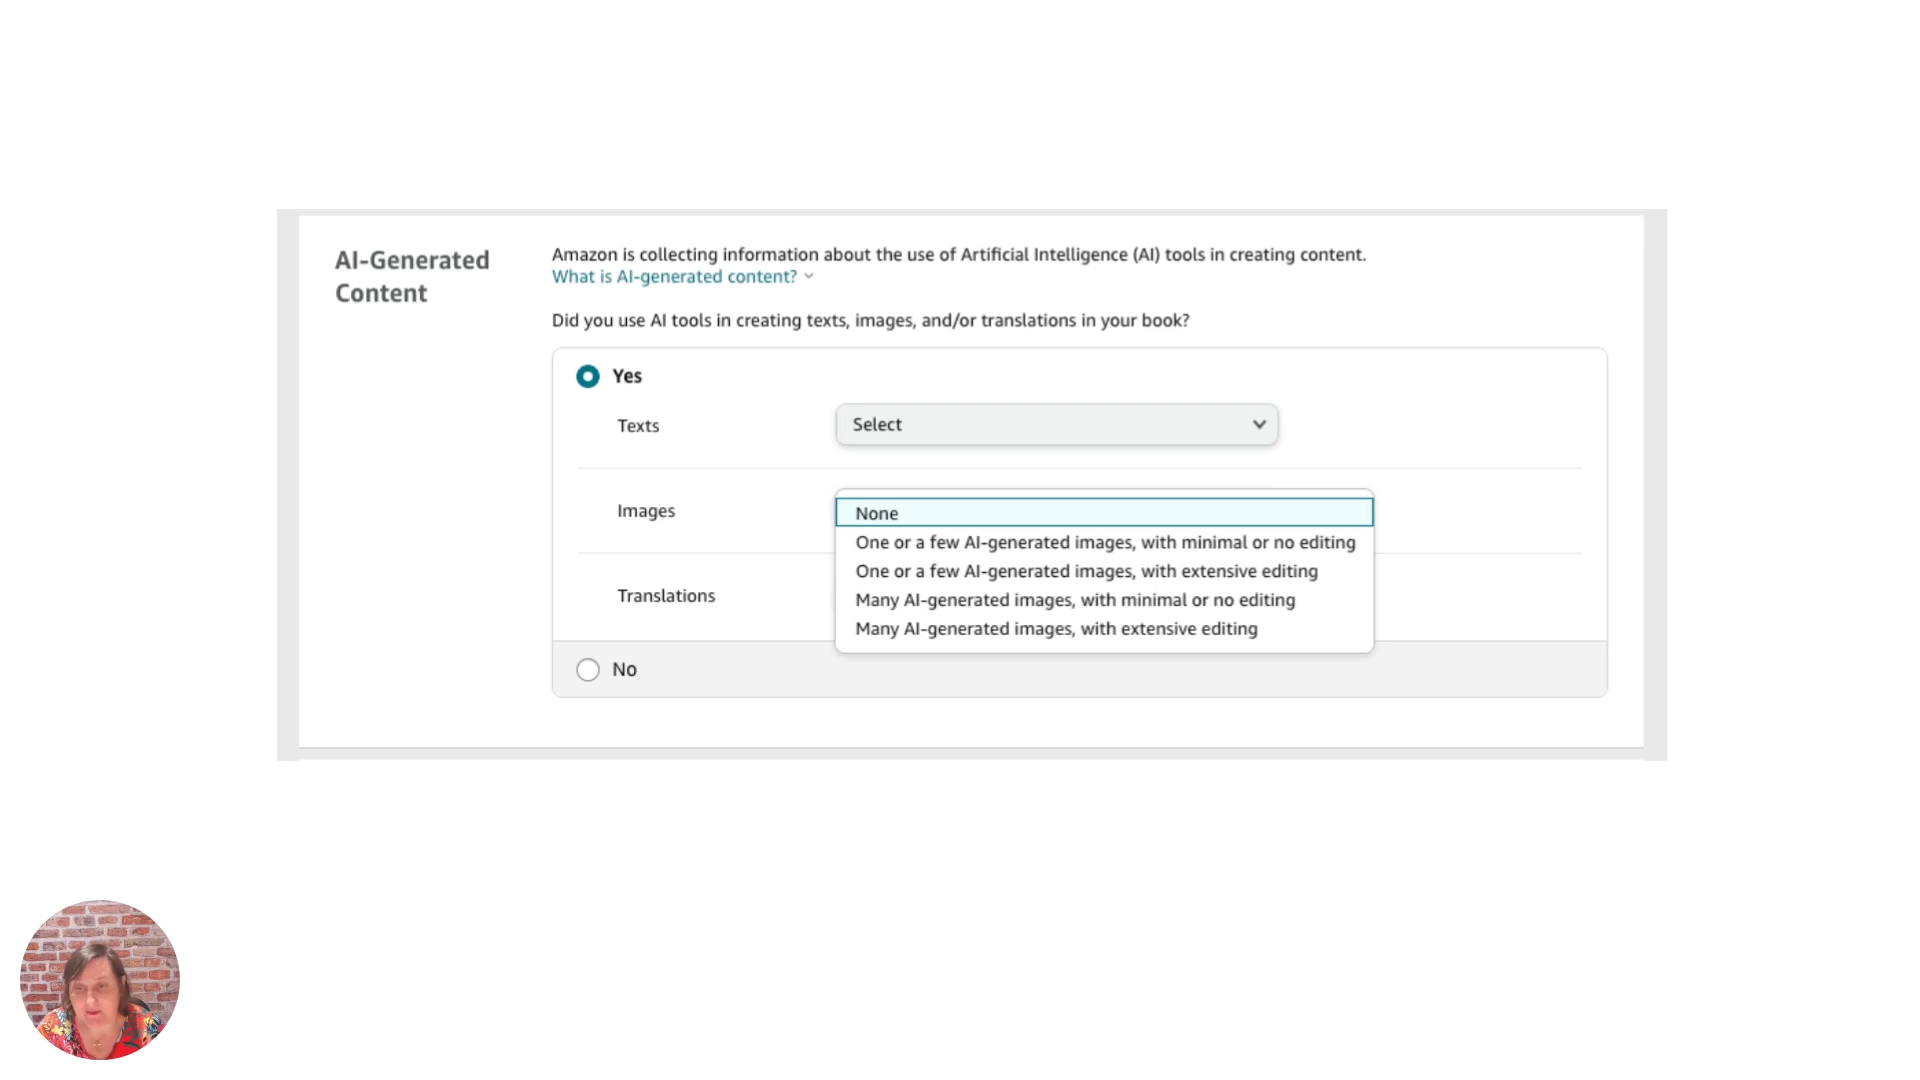 AI-Generated
Content
Amazon is collecting information about the use of Artificial Intelligence (AI) tools in creating content.
What is AI-generated content?
Did you use AI tools in creating texts, images, and/or translations in your book?
Yes
Texts
Select
Images
None
One or a few AI-generated images, with minimal or no editing
One or a few AI-generated images, with extensive editing
Many AI-generated images, with minimal or no editing
Many AI-generated images, with extensive editing
Translations
No